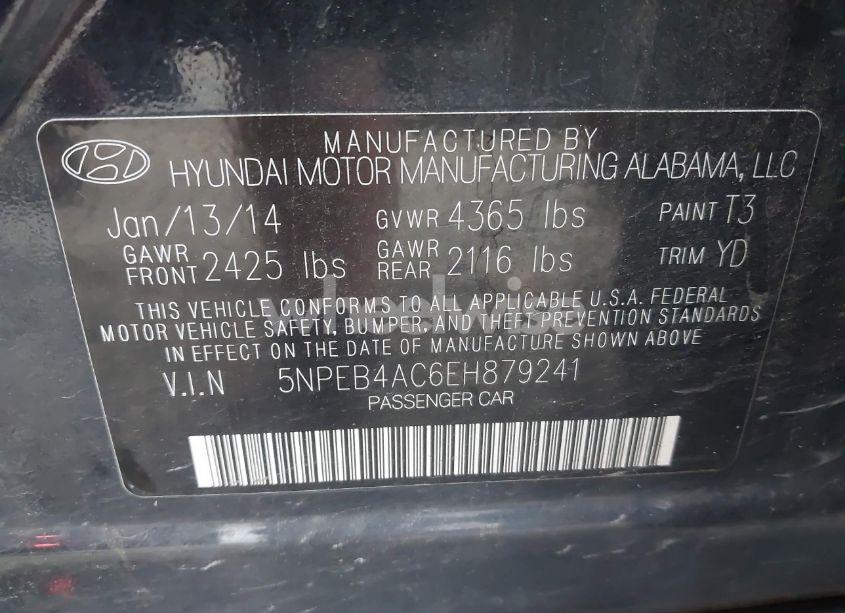 MANUFACTURED BY
HYUNDAI MOTOR MANUFACTURING ALABAMA, LLC
Jan/13/14 GVWR 4365 lbs PAINT T3
GAWR FRONT 2425 lbs GAWR REAR 2116 lbs TRIM YD
THIS VEHICLE CONFORMS TO ALL APPLICABLE U.S.A. FEDERAL
MOTOR VEHICLE SAFETY, BUMPER, AND THEFT PREVENTION STANDARDS
IN EFFECT ON THE DATE OF MANUFACTURE SHOWN ABOVE
V.I.N 5NPEB4AC6EH879241
PASSENGER CAR